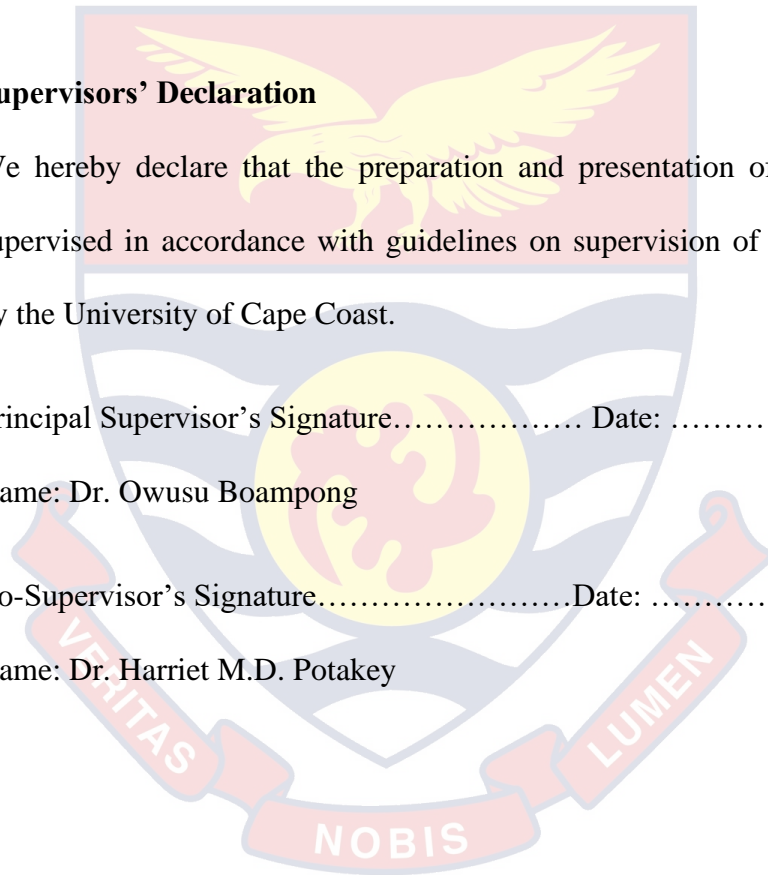 upervisors’ Declaration
We hereby declare that the preparation and presentation of
upervised in accordance with guidelines on supervision of
y the University of Cape Coast.
rincipal Supervisor’s Signature……………… Date: ………
ame: Dr. Owusu Boampong
o-Supervisor’s Signature……………………Date: …………
ame: Dr. Harriet M.D. Potakey
VERITAS
NOBIS
LUMEN